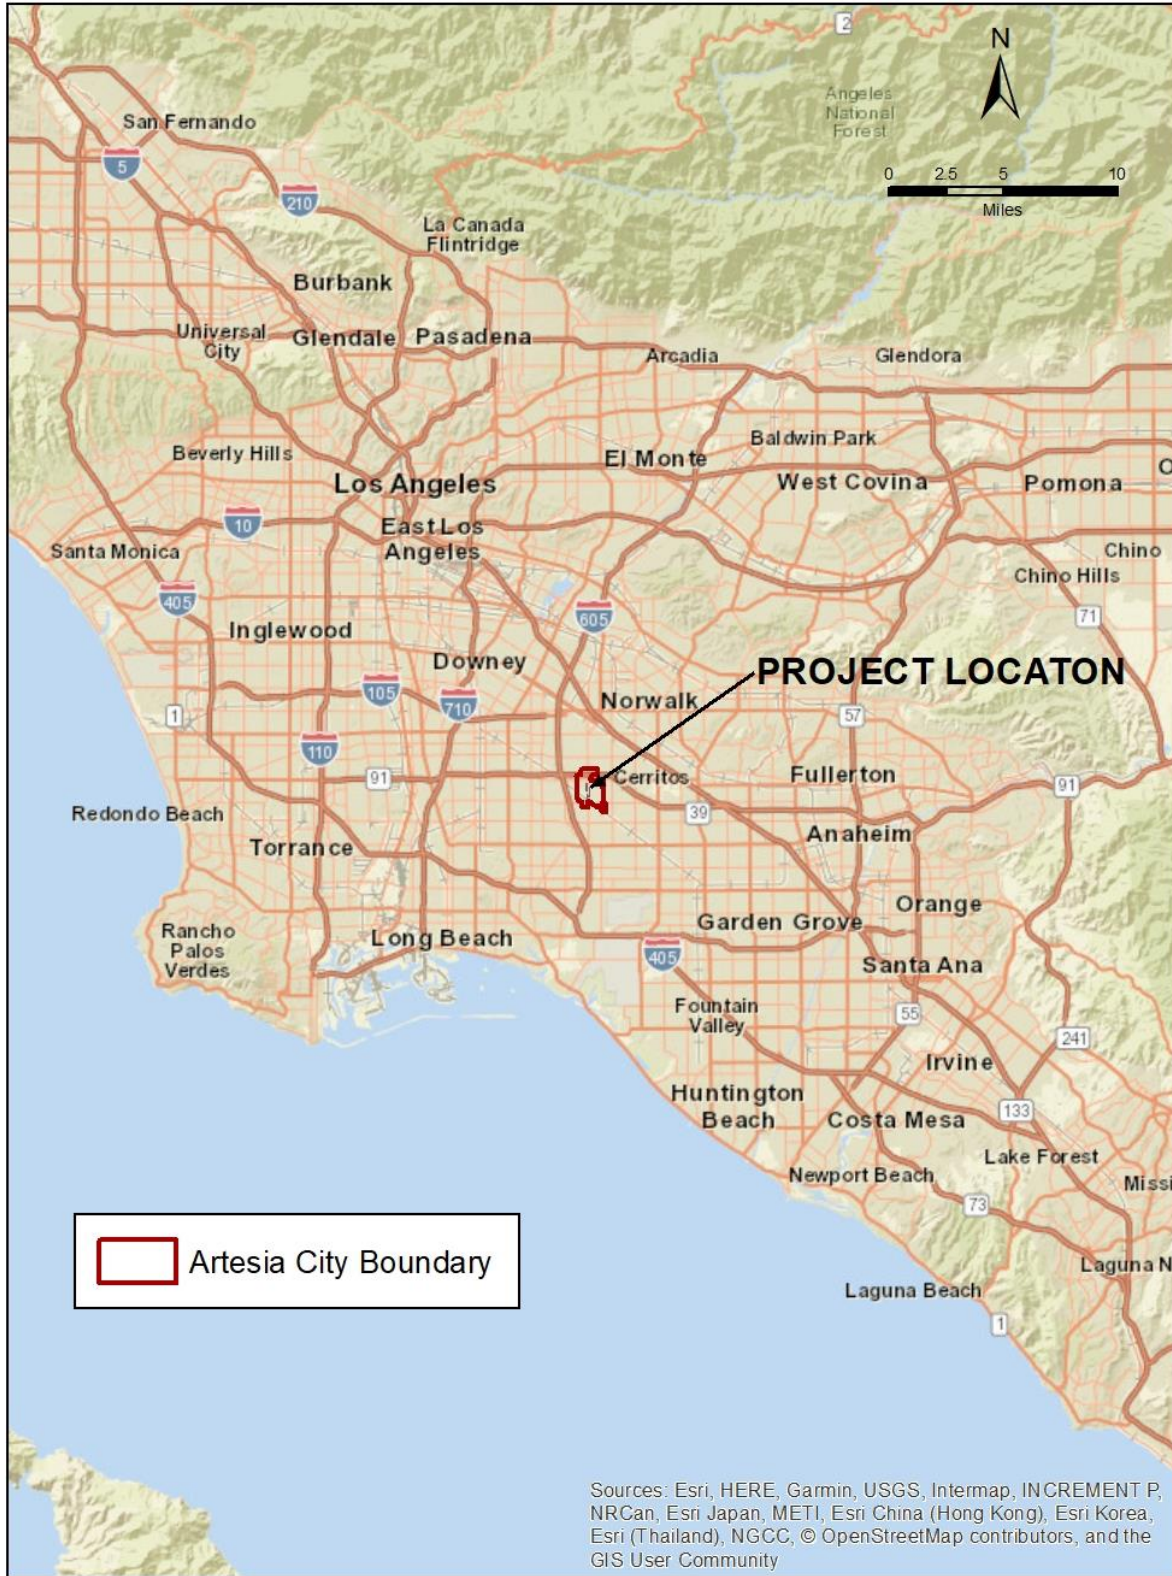 2
N
Angeles
National
Forest
San Fernando
5
0 2.5 5 10
Miles
210
La Canada
Flintridge
Burbank
Universal
City
Glendale
Pasadena
Arcadia
Glendora
Beverly Hills
El Monte
Baldwin Park
Los Angeles
West Covina
Pomona
O
10
East Los
Angeles
Santa Monica
Chino
Chino Hills
405
605
71
Inglewood
Downey
PROJECT LOCATON
105
710
Norwalk
1
57
110
91
Cerritos
Fullerton
91
Redondo Beach
39
Torrance
Anaheim
Orange
Rancho
Palos
Verdes
Long Beach
Garden Grove
405
Santa Ana
Fountain
Valley
55
241
Irvine
Huntington
Beach
133
Costa Mesa
Lake Forest
Newport Beach
Missi
73
Artesia City Boundary
Laguna N
Laguna Beach
1
Sources: Esri, HERE, Garmin, USGS, Intermap, INCREMENT P,
NRCan, Esri Japan, METI, Esri China (Hong Kong), Esri Korea,
Esri (Thailand), NGCC, © OpenStreetMap contributors, and the
GIS User Community